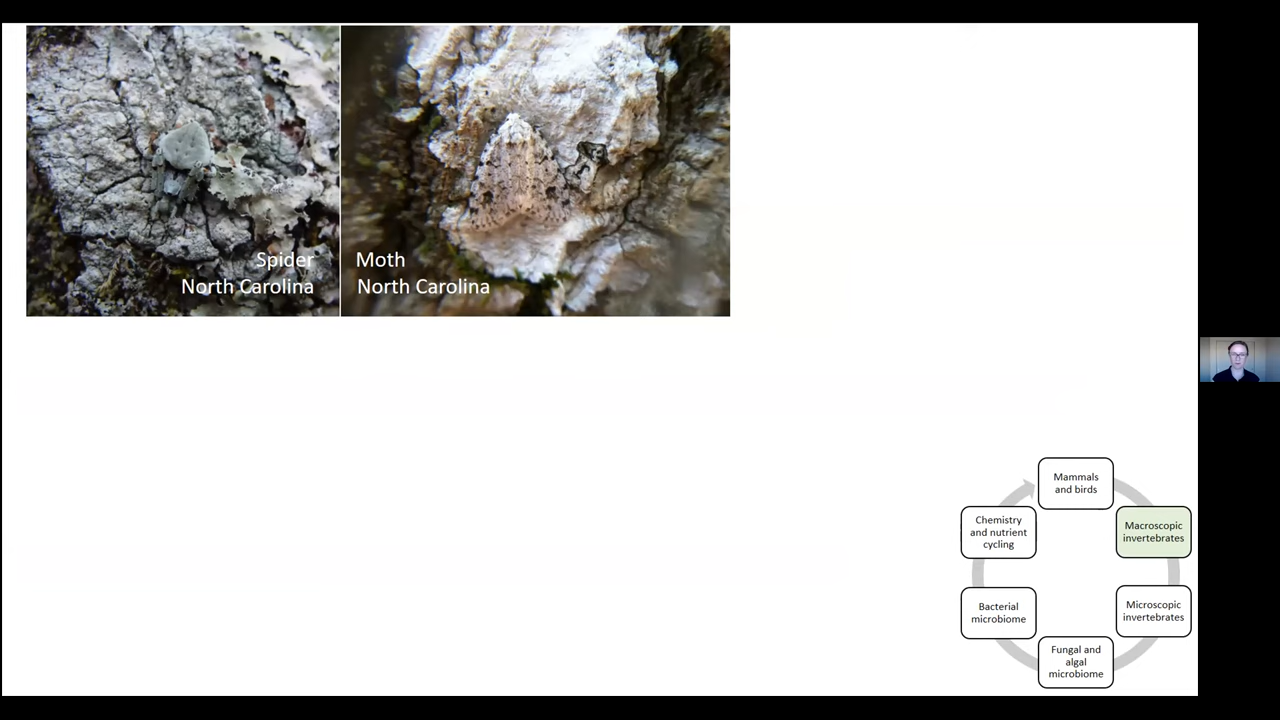 Spider
North Carolina
Moth
North Carolina
Mammals
and birds
Macroscopic
invertebrates
Microscopic
invertebrates
Fungal and
algal
microbiome
Bacterial
microbiome
Chemistry
and nutrient
cycling